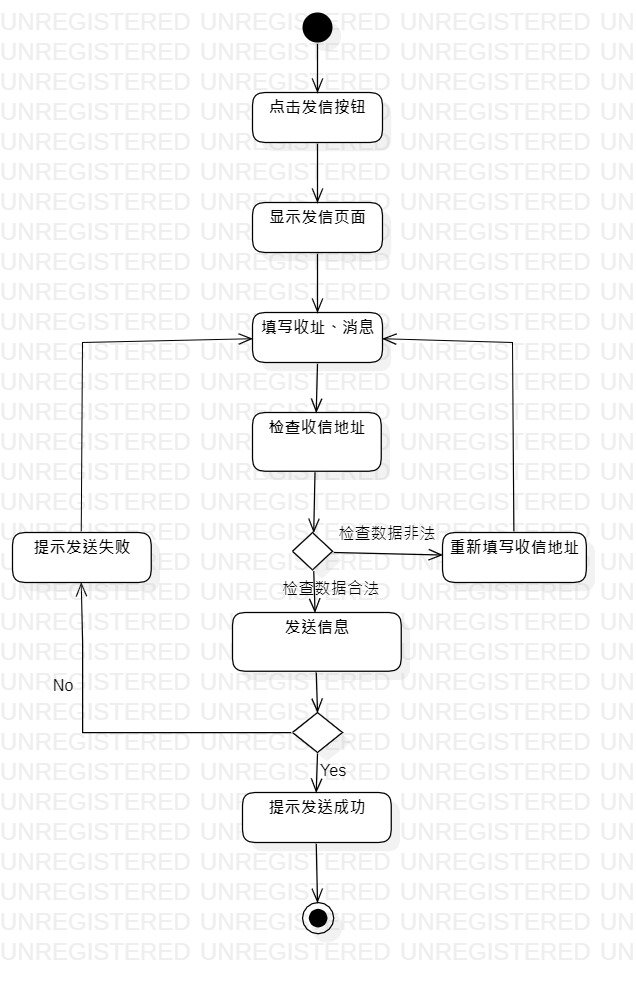 点击发信按钮
显示发信页面
填写收址、消息
检查收信地址
检查数据非法
提示发送失败
重新填写收信地址
检查数据合法
发送信息
No
Yes
提示发送成功
UNREGISTERED